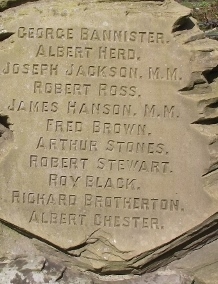 GEORGE BANNISTER.
ALBERT HERD.
JOSEPH JACKSON. M.M.
ROBERT ROSS.
JAMES HANSON. M.M.
FRED BROWN.
ARTHUR STONES.
ROBERT STEWART.
ROY BLACK.
RICHARD BROTHERTON.
ALBERT CHESTER.